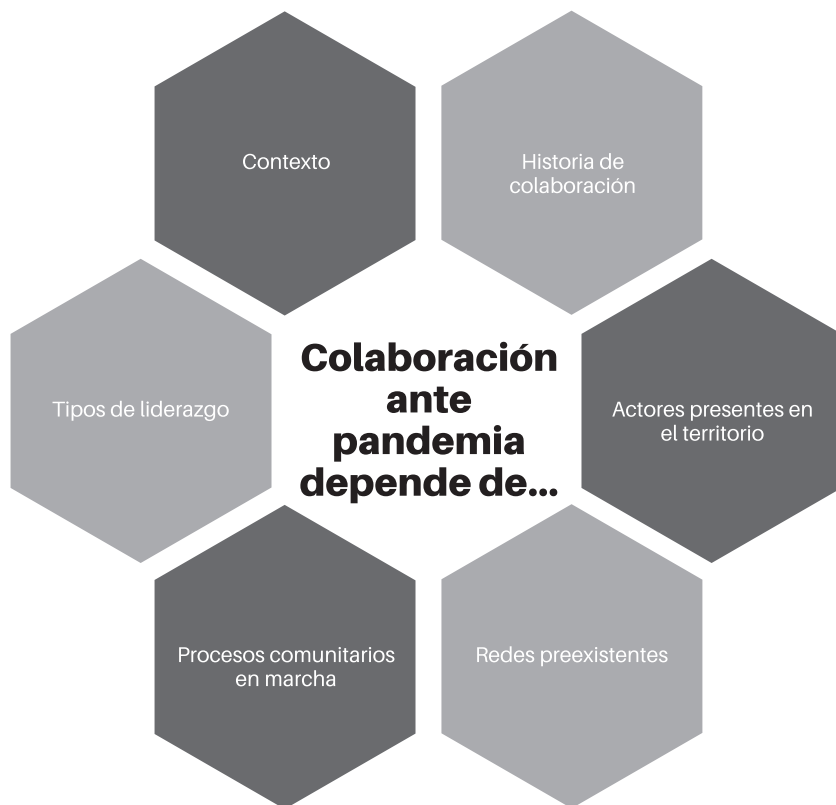 Contexto
Historia de
colaboración
Tipos de liderazgo
Colaboración
ante
pandemia
depende de...
Actores presentes en
el territorio
Procesos comunitarios
en marcha
Redes preexistentes